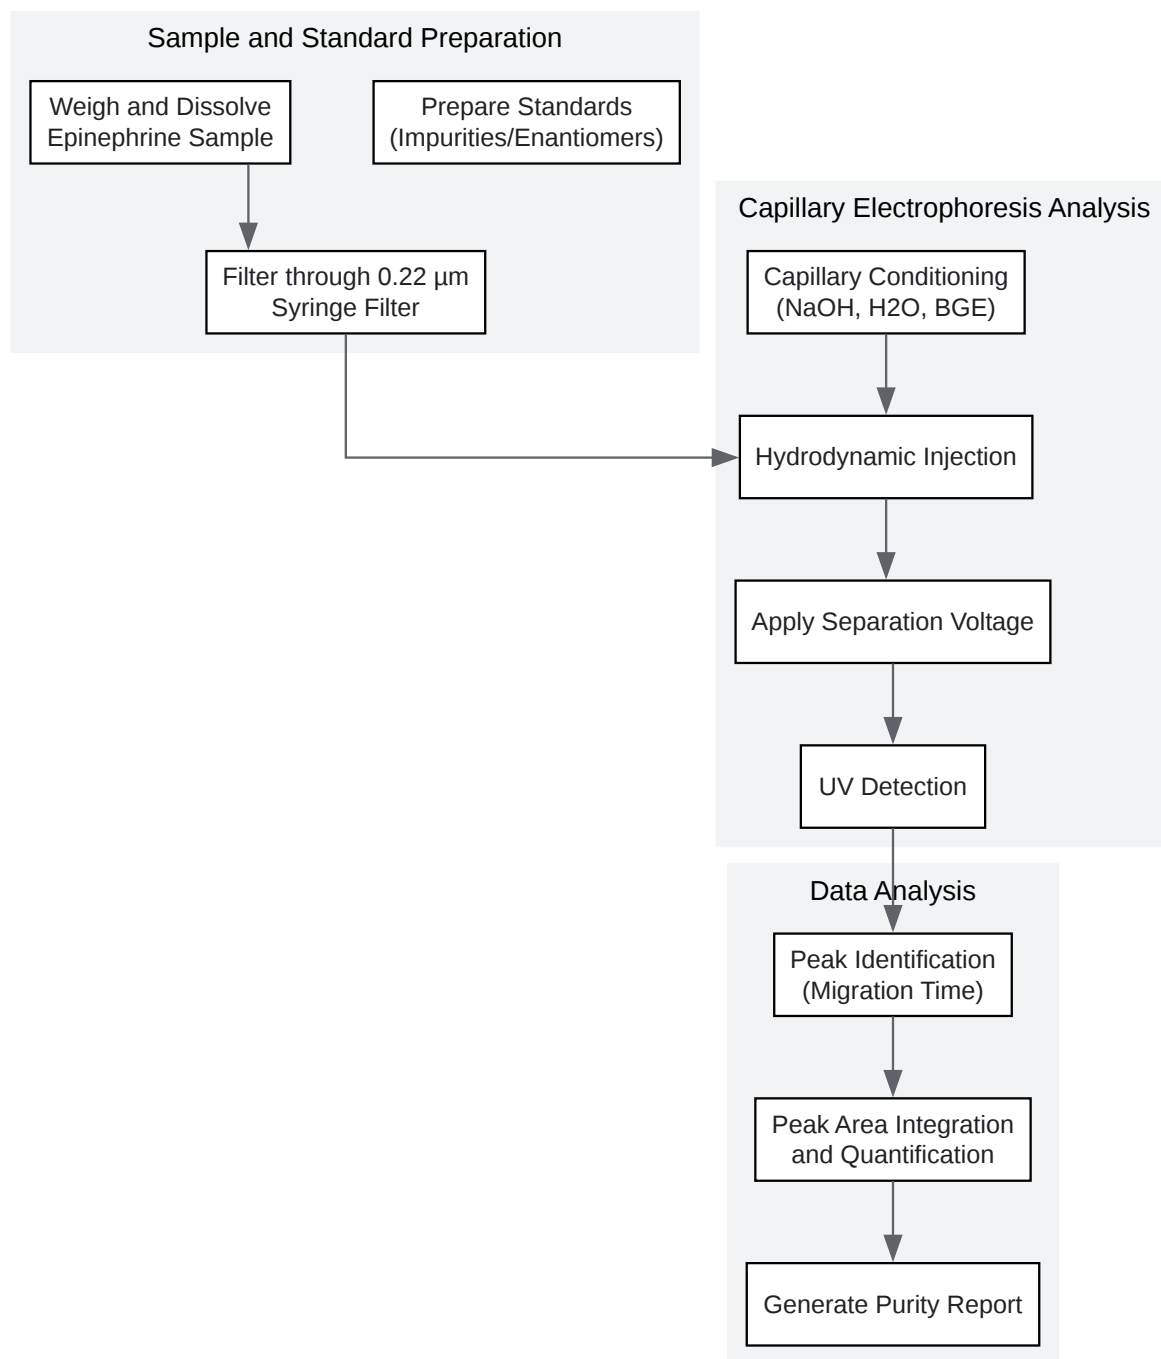 Sample and Standard Preparation
Weigh and Dissolve
Epinephrine Sample
Prepare Standards
(Impurities/Enantiomers)
Filter through 0.22 µm
Syringe Filter
Capillary Electrophoresis Analysis
Capillary Conditioning
(NaOH, H2O, BGE)
Hydrodynamic Injection
Apply Separation Voltage
UV Detection
Data Analysis
Peak Identification
(Migration Time)
Peak Area Integration
and Quantification
Generate Purity Report